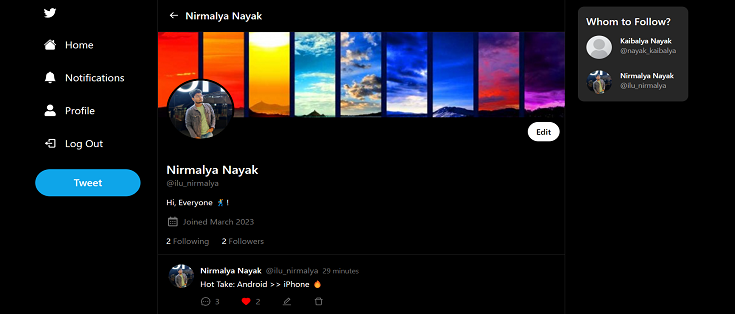 Home
Notifications
Profile
Log Out
Tweet
Nirmalya Nayak
Edit
Nirmalya Nayak
@ilu_nirmalya
Hi, Everyone 🕺 !
Joined March 2023
2 Following 2 Followers
Nirmalya Nayak @ilu_nirmalya 29 minutes
Hot Take: Android >> iPhone 🔥
3 2
Whom to Follow?
Kaibalya Nayak
@nayak_kaibalya
Nirmalya Nayak
@ilu_nirmalya